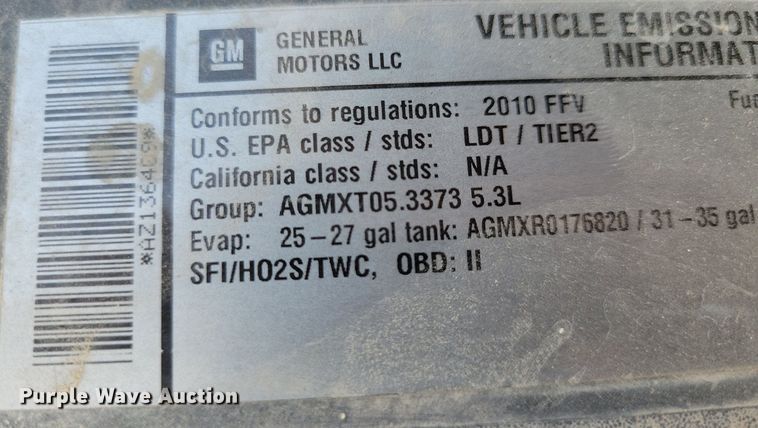 GM
GENERAL
MOTORS LLC
VEHICLE EMISSION
INFORMAT
Conforms to regulations: 2010 FFV
U.S. EPA class / stds: LDT / TIER2
California class / stds: N/A
Group: AGMXT05.3373 5.3L
Evap: 25–27 gal tank: AGMXR0176820 / 31–35 gal
SFI/HO2S/TWC, OBD: II
*AZ1364C9*
Purple Wave Auction